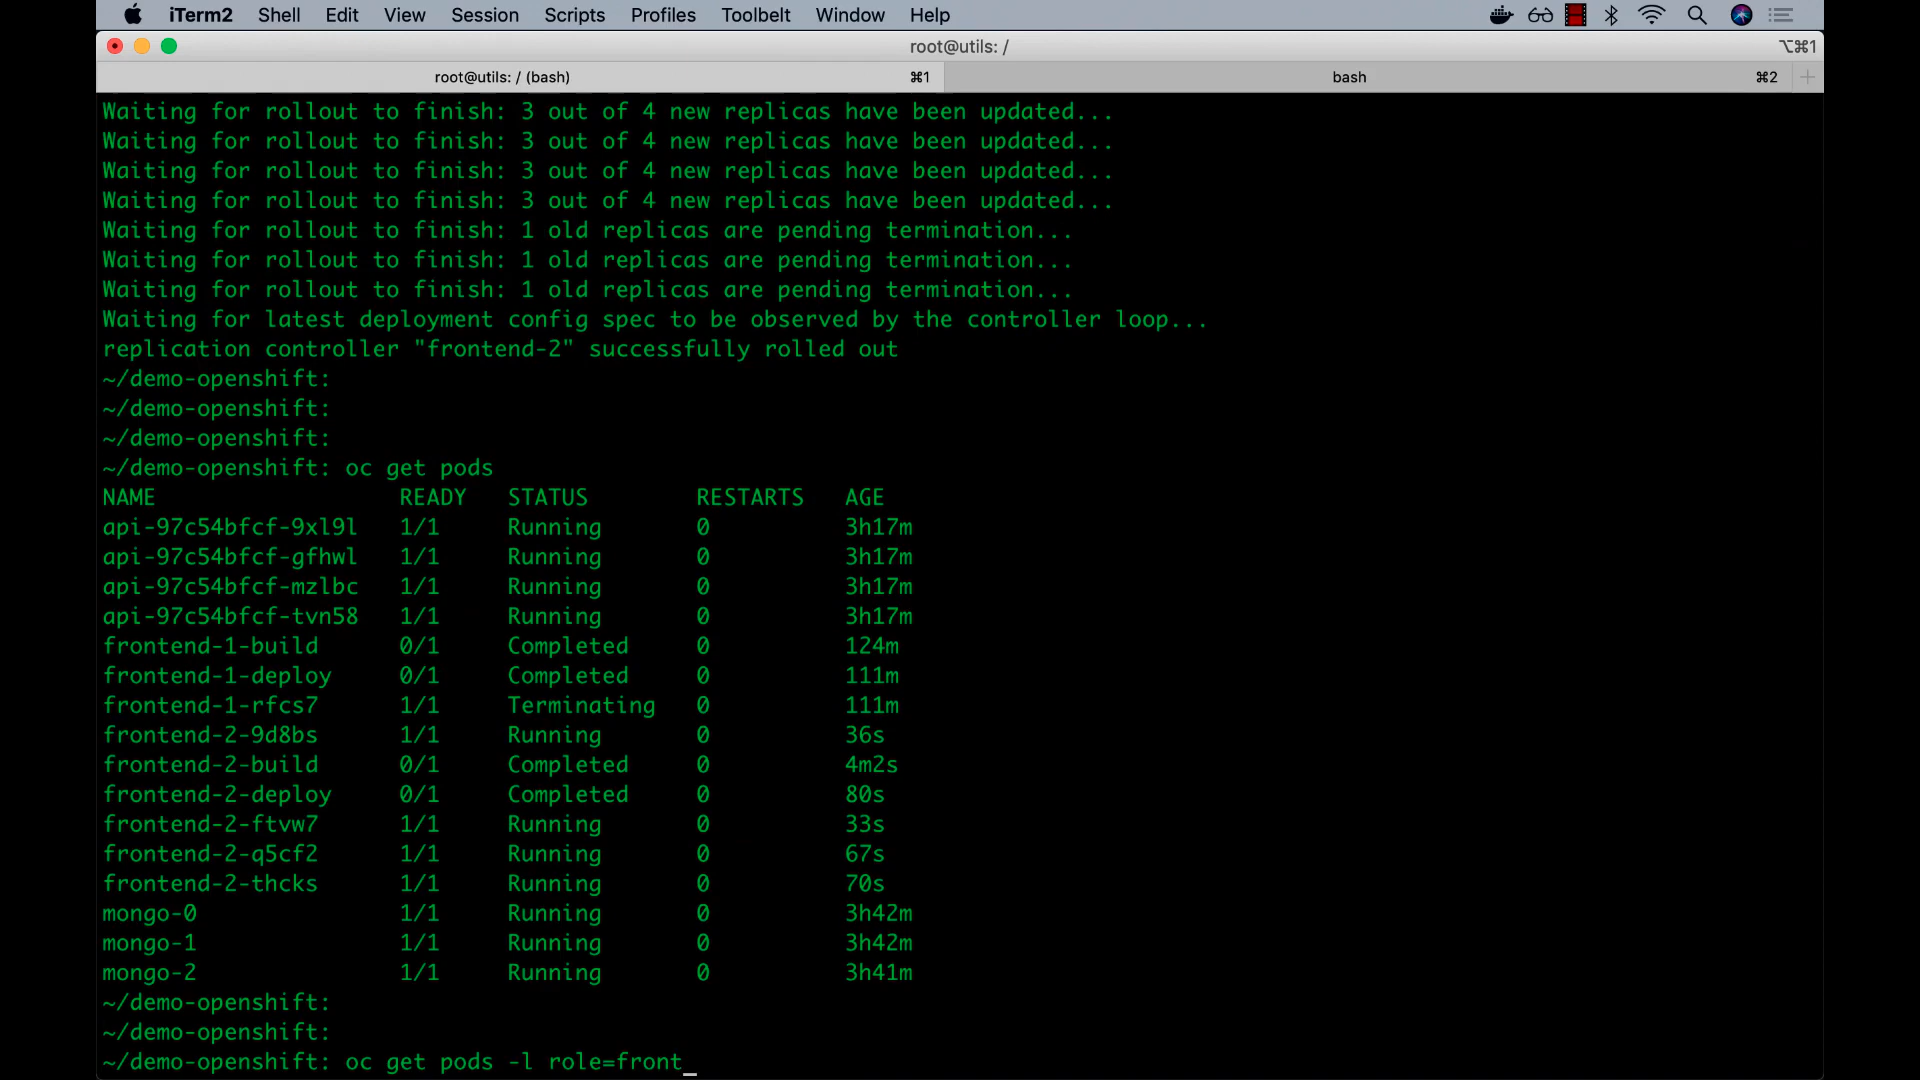 iTerm2 Shell Edit View Session Scripts Profiles Toolbelt Window Help
root@utils: / ⌥⌘1
root@utils: / (bash) ⌘1 bash ⌘2
Waiting for rollout to finish: 3 out of 4 new replicas have been updated...
Waiting for rollout to finish: 3 out of 4 new replicas have been updated...
Waiting for rollout to finish: 3 out of 4 new replicas have been updated...
Waiting for rollout to finish: 3 out of 4 new replicas have been updated...
Waiting for rollout to finish: 1 old replicas are pending termination...
Waiting for rollout to finish: 1 old replicas are pending termination...
Waiting for rollout to finish: 1 old replicas are pending termination...
Waiting for latest deployment config spec to be observed by the controller loop...
replication controller "frontend-2" successfully rolled out
~/demo-openshift:
~/demo-openshift:
~/demo-openshift:
~/demo-openshift: oc get pods
NAME READY STATUS RESTARTS AGE
api-97c54bfcf-9xl9l 1/1 Running 0 3h17m
api-97c54bfcf-gfhwl 1/1 Running 0 3h17m
api-97c54bfcf-mzlbc 1/1 Running 0 3h17m
api-97c54bfcf-tvn58 1/1 Running 0 3h17m
frontend-1-build 0/1 Completed 0 124m
frontend-1-deploy 0/1 Completed 0 111m
frontend-1-rfcs7 1/1 Terminating 0 111m
frontend-2-9d8bs 1/1 Running 0 36s
frontend-2-build 0/1 Completed 0 4m2s
frontend-2-deploy 0/1 Completed 0 80s
frontend-2-ftvw7 1/1 Running 0 33s
frontend-2-q5cf2 1/1 Running 0 67s
frontend-2-thcks 1/1 Running 0 70s
mongo-0 1/1 Running 0 3h42m
mongo-1 1/1 Running 0 3h42m
mongo-2 1/1 Running 0 3h41m
~/demo-openshift:
~/demo-openshift:
~/demo-openshift: oc get pods -l role=front_